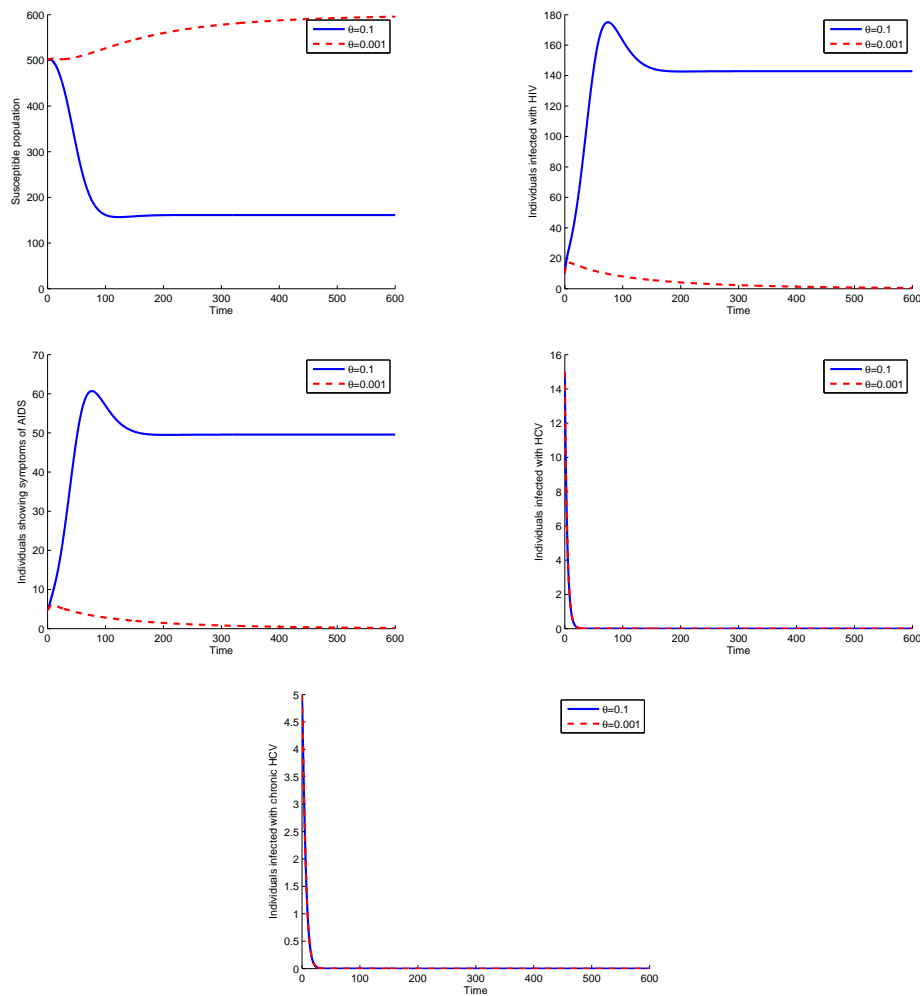 600
500
400
300
200
100
0
Susceptible population
0 100 200 300 400 500 600
Time
θ=0.1
θ=0.001
180
160
140
120
100
80
60
40
20
0
Individuals infected with HIV
0 100 200 300 400 500 600
Time
θ=0.1
θ=0.001
70
60
50
40
30
20
10
0
Individuals showing symptoms of AIDS
0 100 200 300 400 500 600
Time
θ=0.1
θ=0.001
16
14
12
10
8
6
4
2
0
Individuals infected with HCV
0 100 200 300 400 500 600
Time
θ=0.1
θ=0.001
5
4.5
4
3.5
3
2.5
2
1.5
1
0.5
0
Individuals infected with chronic HCV
0 100 200 300 400 500 600
Time
θ=0.1
θ=0.001